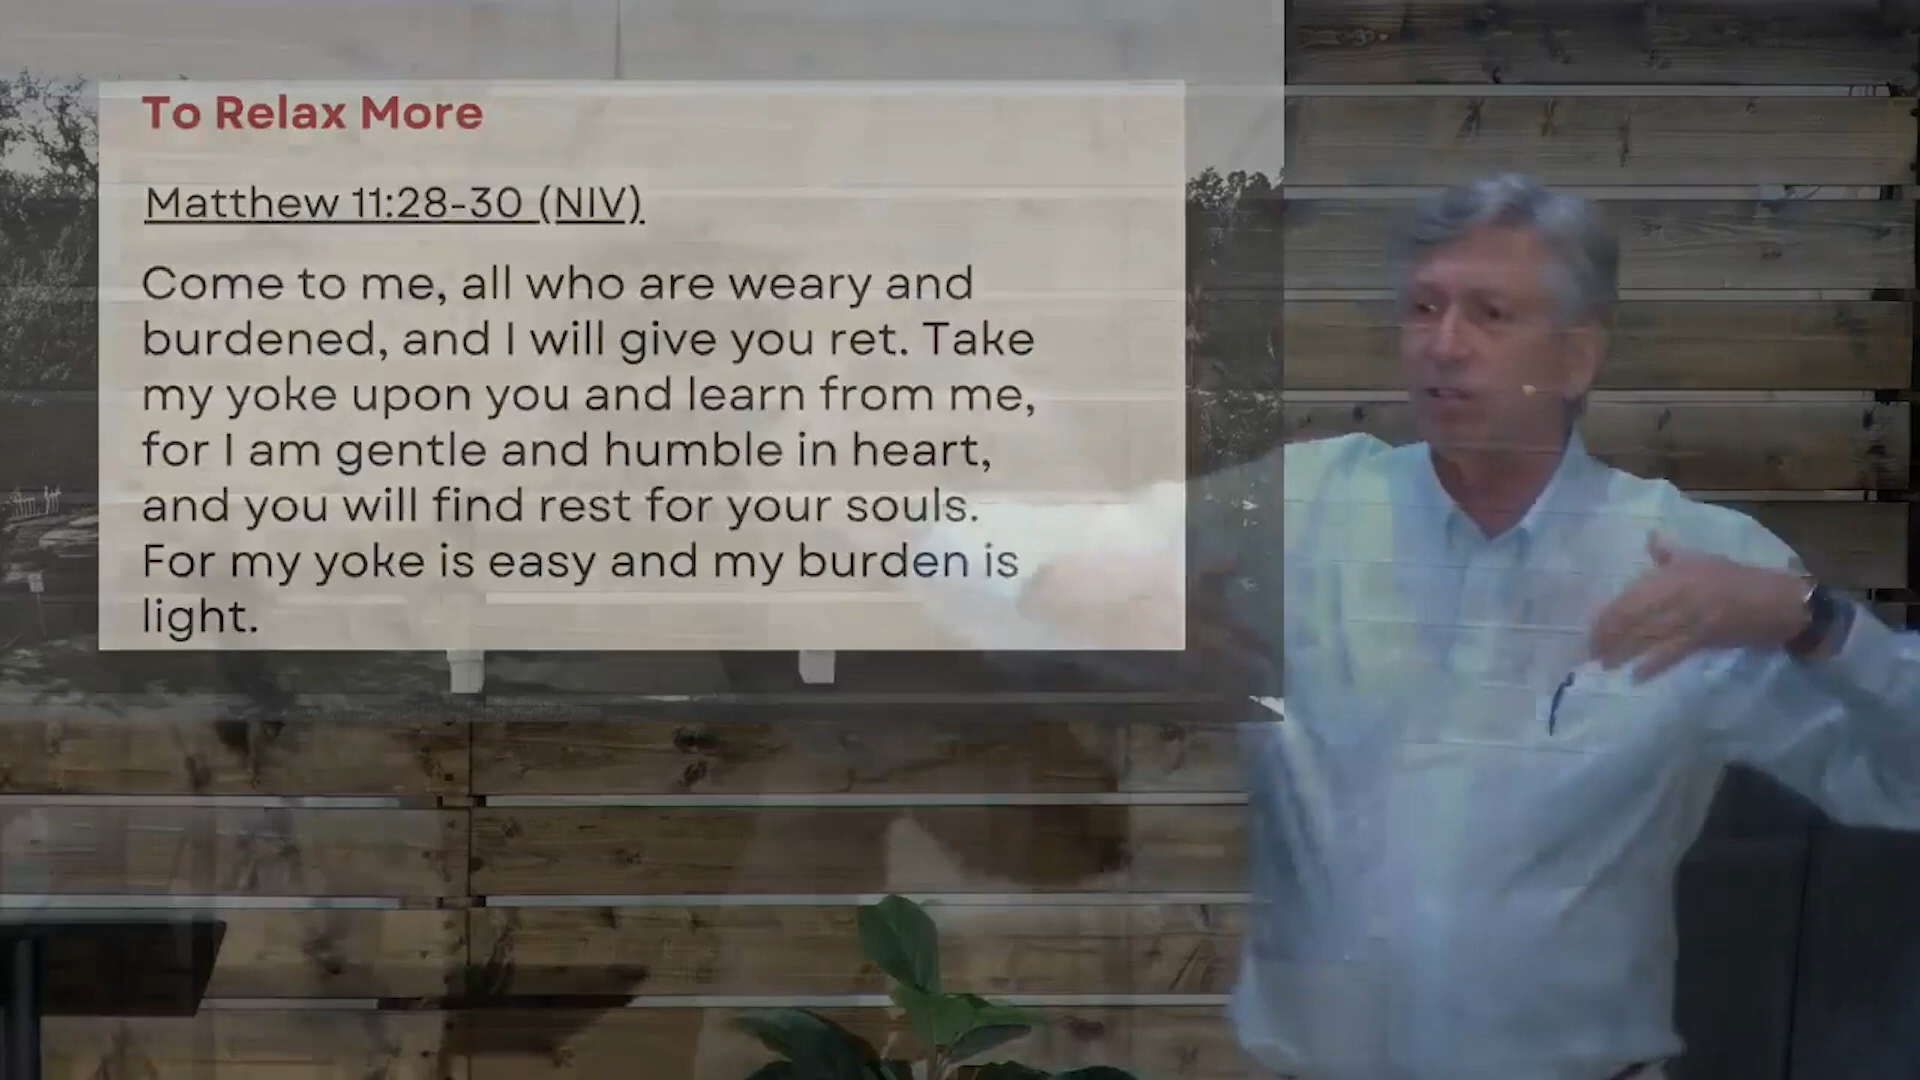 To Relax More
Matthew 11:28-30 (NIV)
Come to me, all who are weary and
burdened, and I will give you ret. Take
my yoke upon you and learn from me,
for I am gentle and humble in heart,
and you will find rest for your souls.
For my yoke is easy and my burden is
light.